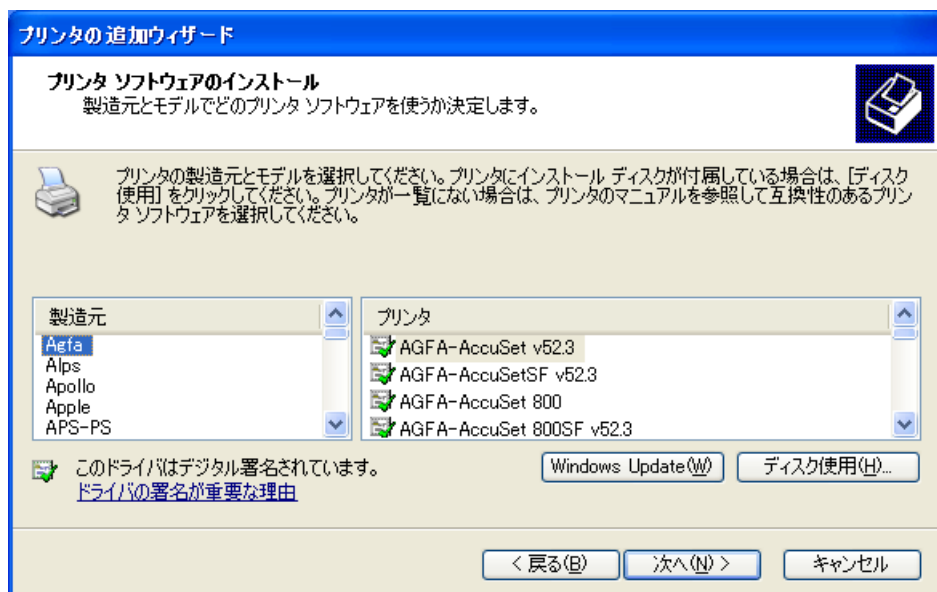 プリンタの追加ウィザード
プリンタ ソフトウェアのインストール
製造元とモデルでどのプリンタ ソフトウェアを使うか決定します。
プリンタの製造元とモデルを選択してください。プリンタにインストール ディスクが付属している場合は、[ディスク
使用] をクリックしてください。プリンタが一覧にない場合は、プリンタのマニュアルを参照して互換性のあるプリン
タ ソフトウェアを選択してください。
製造元
Agfa
Alps
Apollo
Apple
APS-PS
プリンタ
AGFA-AccuSet v52.3
AGFA-AccuSetSF v52.3
AGFA-AccuSet 800
AGFA-AccuSet 800SF v52.3
このドライバはデジタル署名されています。
ドライバの署名が重要な理由
Windows Update(W)
ディスク使用(H)...
< 戻る(B)
次へ(N) >
キャンセル